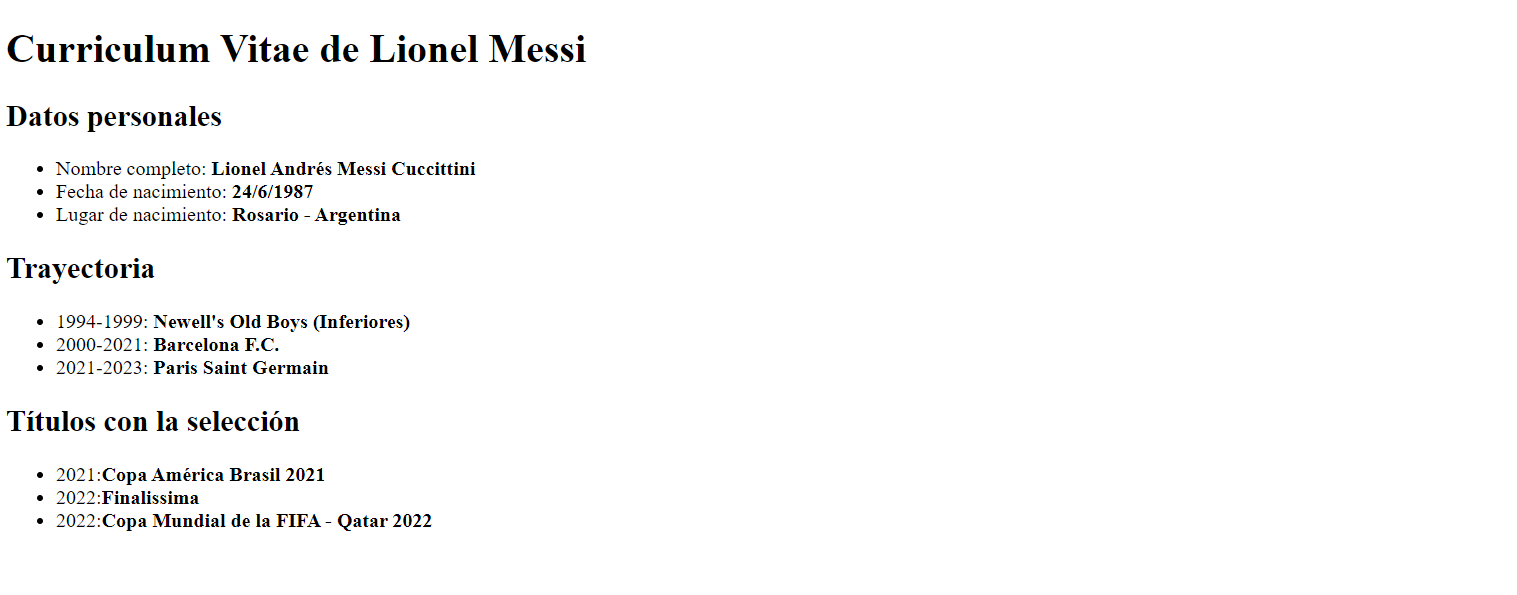 Curriculum Vitae de Lionel Messi
Datos personales
Nombre completo: Lionel Andrés Messi Cuccittini
Fecha de nacimiento: 24/6/1987
Lugar de nacimiento: Rosario - Argentina
Trayectoria
1994-1999: Newell's Old Boys (Inferiores)
2000-2021: Barcelona F.C.
2021-2023: Paris Saint Germain
Títulos con la selección
2021:Copa América Brasil 2021
2022:Finalissima
2022:Copa Mundial de la FIFA - Qatar 2022